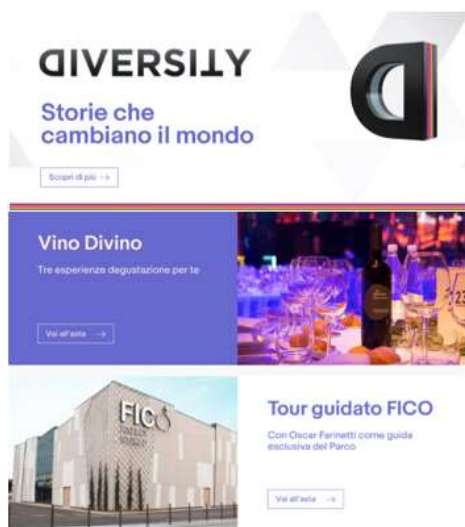 DIVERSITY
Storie che
cambiano il mondo
Scopri di più →
Vino Divino
Tre esperienze degustazione per te
Vai all'asta →
23
FICO
Tour guidato FICO
Con Oscar Farinetti come guida
esclusiva del Parco
Vai all'asta →